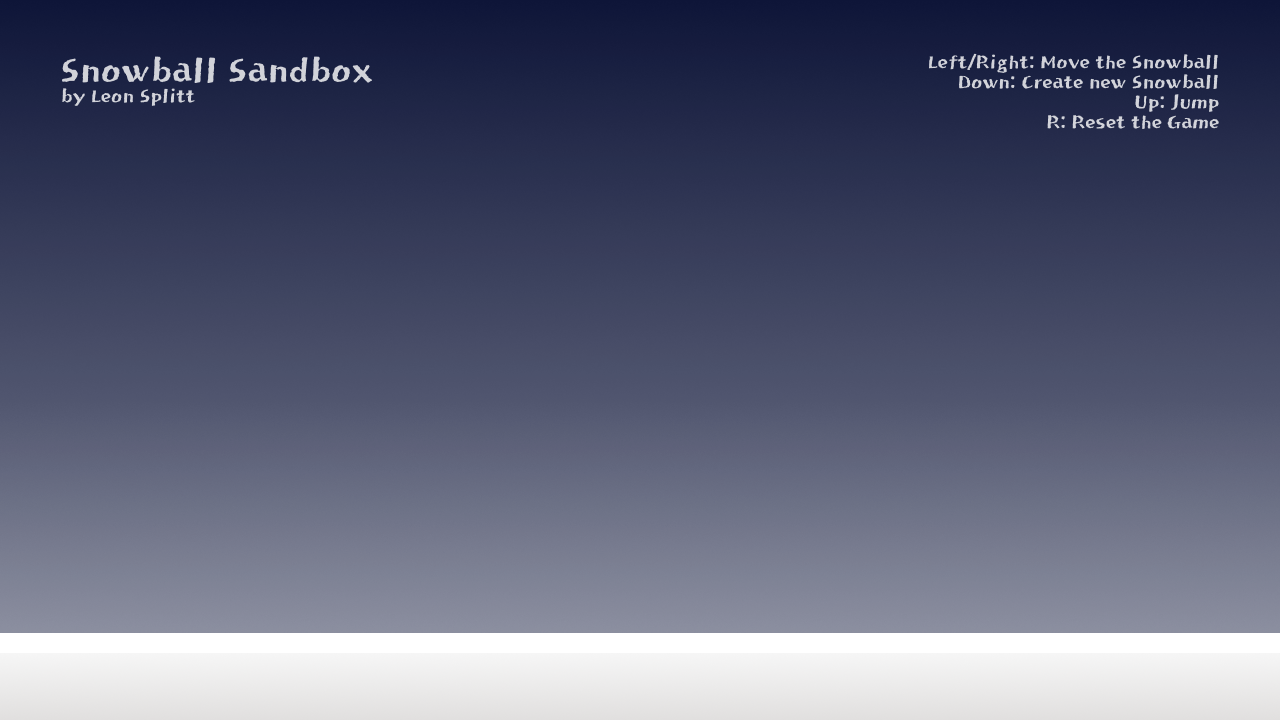 Snowball Sandbox
by Leon Splitt
Left/Right: Move the Snowball
Down: Create new Snowball
Up: Jump
R: Reset the Game